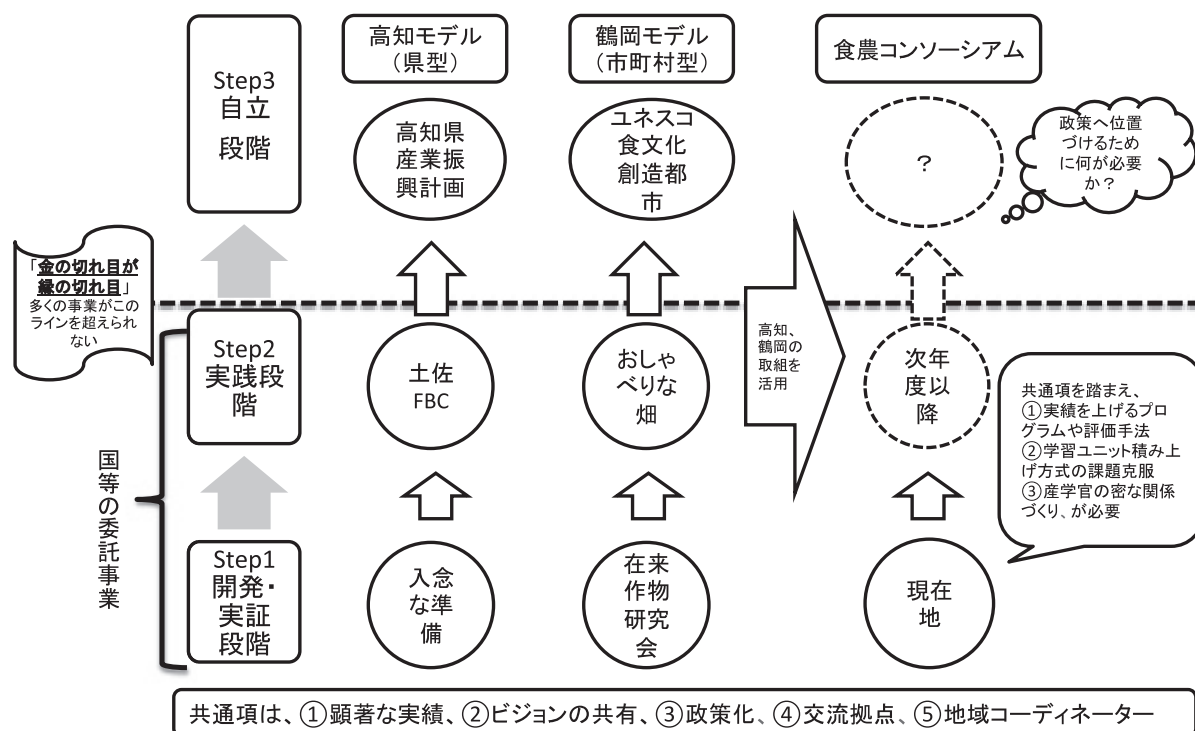 高知モデル
（県型）
鶴岡モデル
（市町村型）
食農コンソーシアム
Step3
自立
段階
高知県
産業振
興計画
ユネスコ
食文化
創造都
市
？
政策へ位置
づけるため
に何が必要
か？
「金の切れ目が
縁の切れ目」
多くの事業がこの
ラインを超えられ
ない
Step2
実践段
階
土佐
FBC
おしゃ
べりな
畑
高知、
鶴岡の
取組を
活用
次年
度以
降
共通項を踏まえ、
①実績を上げるプロ
グラムや評価手法
②学習ユニット積み上
げ方式の課題克服
③産学官の密な関係
づくり、が必要
国等の委託事業
Step1
開発・
実証
段階
入念
な準
備
在来
作物
研究
会
現在
地
共通項は、①顕著な実績、②ビジョンの共有、③政策化、④交流拠点、⑤地域コーディネーター